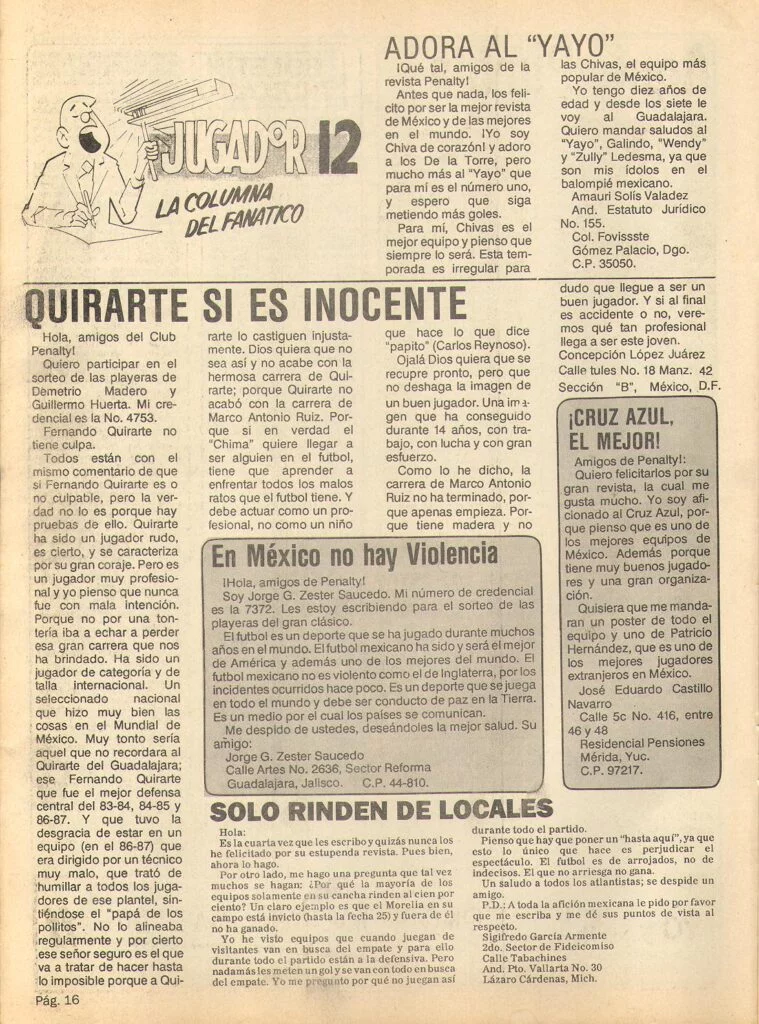 JUGADOR 12
LA COLUMNA
DEL FANATICO
ADORA AL "YAYO"
¡Qué tal, amigos de la
revista Penalty!
Antes que nada, los feli-
cito por ser la mejor revista
de México y de las mejores
en el mundo. ¡Yo soy
Chiva de corazón! y adoro
a los De la Torre, pero
mucho más al "Yayo" que
para mí es el número uno,
y espero que siga
metiendo más goles.
Para mí, Chivas es el
mejor equipo y pienso que
siempre lo será. Esta tem-
porada es irregular para
las Chivas, el equipo más
popular de México.
Yo tengo diez años de
edad y desde los siete le
voy al Guadalajara.
Quiero mandar saludos al
"Yayo", Galindo, "Wendy"
y "Zully" Ledesma, ya que
son mis ídolos en el
balompié mexicano.
Amauri Solís Valadez
And. Estatuto Jurídico
No. 155.
Col. Fovissste
Gómez Palacio, Dgo.
C.P. 35050.
QUIRARTE SI ES INOCENTE
Hola, amigos del Club
Penalty!
Quiero participar en el
sorteo de las playeras de
Demetrio Madero y
Guillermo Huerta. Mi cre-
dencial es la No. 4753.
Fernando Quirarte no
tiene culpa.
Todos están con el
mismo comentario de que
si Fernando Quirarte es o
no culpable, pero la ver-
dad no lo es porque hay
pruebas de ello. Quirarte
ha sido un jugador rudo,
es cierto, y se caracteriza
por su gran coraje. Pero es
un jugador muy profesio-
nal y yo pienso que nunca
fue con mala intención.
Porque no por una ton-
tería iba a echar a perder
esa gran carrera que nos
ha brindado. Ha sido un
jugador de categoría y de
talla internacional. Un
seleccionado nacional
que hizo muy bien las
cosas en el Mundial de
México. Muy tonto sería
aquel que no recordara al
Quirarte del Guadalajara;
ese Fernando Quirarte
que fue el mejor defensa
central del 83-84, 84-85 y
86-87. Y que tuvo la
desgracia de estar en un
equipo (en el 86-87) que
era dirigido por un técnico
muy malo, que trató de
humillar a todos los juga-
dores de ese plantel, sin-
tiéndose el "papá de los
pollitos". No lo alineaba
regularmente y por cierto
ese señor seguro es el que
va a tratar de hacer hasta
lo imposible porque a Qui-
rarte lo castiguen injusta-
mente. Dios quiera que no
sea así y no acabe con la
hermosa carrera de Qui-
rarte; porque Quirarte no
acabó con la carrera de
Marco Antonio Ruiz. Por-
que si en verdad el
"Chima" quiere llegar a
ser alguien en el futbol,
tiene que aprender a
enfrentar todos los malos
ratos que el futbol tiene. Y
debe actuar como un pro-
fesional, no como un niño
que hace lo que dice
"papito" (Carlos Reynoso).
Ojalá Dios quiera que se
recupre pronto, pero que
no deshaga la imagen de
un buen jugador. Una im gen
que ha conseguido
durante 14 años, con tra-
bajo, con lucha y con gran
esfuerzo.
Como lo he dicho, la
carrera de Marco Antonio
Ruiz no ha terminado, por-
que apenas empieza. Por-
que tiene madera y no
dudo que llegue a ser un
buen jugador. Y si al final
es accidente o no, vere-
mos qué tan profesional
llega a ser este joven.
Concepción López Juárez
Calle tules No. 18 Manz. 42
Sección "B", México, D.F.
¡CRUZ AZUL,
EL MEJOR!
Amigos de Penalty!:
Quiero felicitarlos por su
gran revista, la cual me
gusta mucho. Yo soy afi-
cionado al Cruz Azul, por-
que pienso que es uno de
los mejores equipos de
México. Además porque
tiene muy buenos jugado-
res y una gran organiza-
ción.
Quisiera que me manda-
ran un poster de todo el
equipo y uno de Patricio
Hernández, que es uno de
los mejores jugadores
extranjeros en México.
José Eduardo Castillo
Navarro
Calle 5c No. 416, entre
46 y 48
Residencial Pensiones
Mérida, Yuc.
C.P. 97217.
En México no hay Violencia
¡Hola, amigos de Penalty!
Soy Jorge G. Zester Saucedo. Mi número de credencial
es la 7372. Les estoy escribiendo para el sorteo de las
playeras del gran clásico.
El futbol es un deporte que se ha jugado durante muchos
años en el mundo. El futbol mexicano ha sido y será el mejor
de América y además uno de los mejores del mundo. El
futbol mexicano no es violento como el de Inglaterra, por
los incidentes ocurridos hace poco. Es un deporte que se juega
en todo el mundo y debe ser conducto de paz en la Tierra.
Es un medio por el cual los países se comunican.
Me despido de ustedes, deseándoles la mejor salud. Su
amigo:
Jorge G. Zester Saucedo
Calle Artes No. 2636, Sector Reforma
Guadalajara, Jalisco. C.P. 44-810.
SOLO RINDEN DE LOCALES
Hola:
Es la cuarta vez que les escribo y quizás nunca los
he felicitado por su estupenda revista. Pues bien,
ahora lo hago.
Por otro lado, me hago una pregunta que tal vez
muchos se hagan: ¿Por qué la mayoría de los
equipos solamente en su cancha rinden al cien por
ciento? Un claro ejemplo es que el Morelia en su
campo está invicto (hasta la fecha 25) y fuera de él
no ha ganado.
Yo he visto equipos que cuando juegan de
visitantes van en busca del empate y para ello
durante todo el partido están a la defensiva. Pero
nadamás les meten un gol y se van con todo en busca
del empate. Yo me pregunto por qué no juegan así
durante todo el partido.
Pienso que hay que poner un "hasta aquí", ya que
esto lo único que hace es perjudicar el
espectáculo. El futbol es de arrojados, no de
indecisos. El que no arriesga no gana.
Un saludo a todos los atlantistas; se despide un
amigo.
P.D.: A toda la afición mexicana le pido por favor
que me escriba y me dé sus puntos de vista al
respecto.
Sigifredo García Armente
2do. Sector de Fideicomiso
Calle Tabachines
And. Pto. Vallarta No. 30
Lázaro Cárdenas, Mich.
Pág. 16